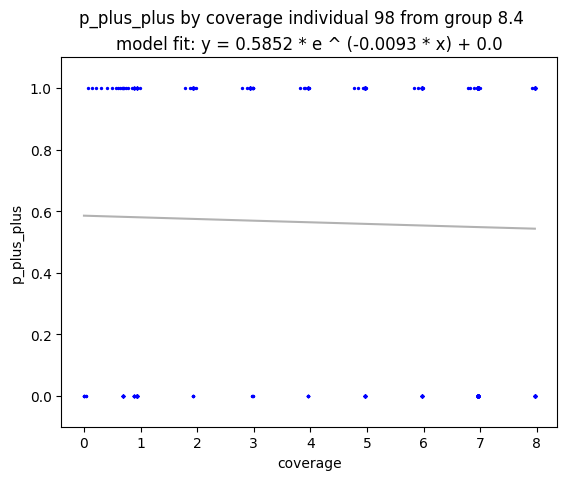 p_plus_plus by coverage individual 98 from group 8.4
model fit: y = 0.5852 * e ^ (-0.0093 * x) + 0.0
1.0
0.8
0.6
0.4
0.2
0.0
p_plus_plus
0 1 2 3 4 5 6 7 8
coverage